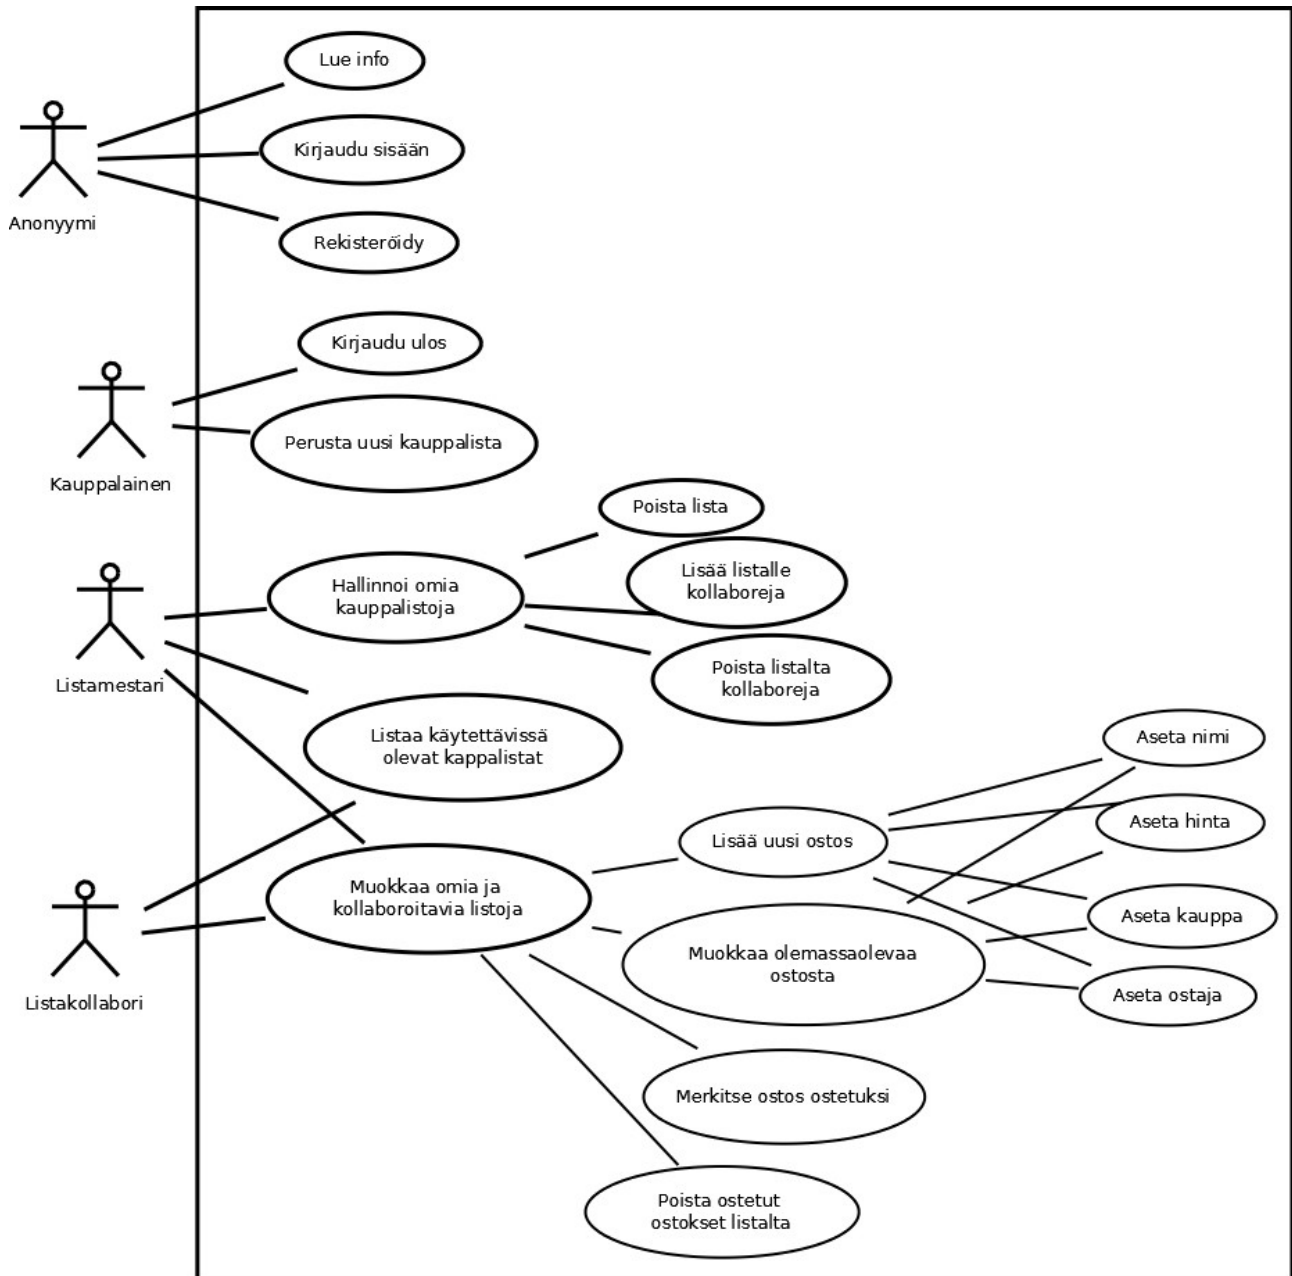 Lue info
Kirjaudu sisään
Anonyymi
Rekisteröidy
Kirjaudu ulos
Perusta uusi kauppalista
Kauppalainen
Poista lista
Lisää listalle
kollaboreja
Hallinnoi omia
kauppalistoja
Poista listalta
kollaboreja
Listamestari
Listaa käytettävissä
olevat kappalistat
Aseta nimi
Aseta hinta
Lisää uusi ostos
Muokkaa omia ja
kollaboroitavia listoja
Aseta kauppa
Muokkaa olemassaolevaa
ostosta
Aseta ostaja
Listakollabori
Merkitse ostos ostetuksi
Poista ostetut
ostokset listalta